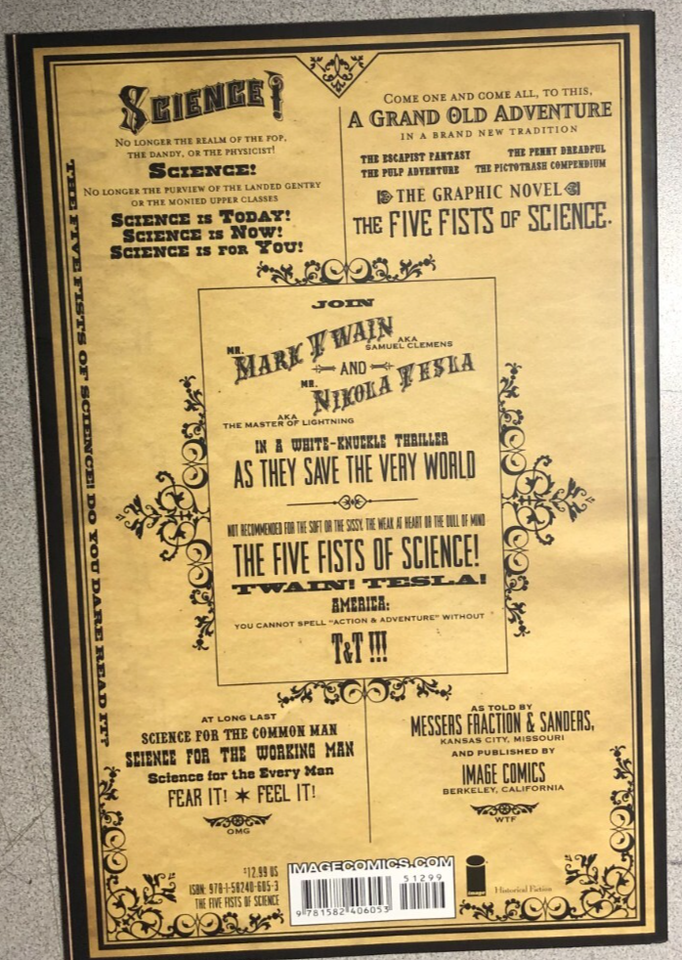 SCIENCE!
NO LONGER THE REALM OF THE FOP,
THE DANDY, OR THE PHYSICIST!
SCIENCE!
NO LONGER THE PURVIEW OF THE LANDED GENTRY
OR THE MONIED UPPER CLASSES
SCIENCE IS TODAY!
SCIENCE IS NOW!
SCIENCE IS FOR YOU!
COME ONE AND COME ALL, TO THIS,
A GRAND OLD ADVENTURE
IN A BRAND NEW TRADITION
THE ESCAPIST FANTASY THE PENNY DREADFUL
THE PULP ADVENTURE THE PICTOTRASH COMPENDIUM
THE GRAPHIC NOVEL
THE FIVE FISTS OF SCIENCE.
THE FIVE FISTS OF SCIENCE! DO YOU DARE READ IT?
JOIN
MR. MARK TWAIN
AKA
SAMUEL CLEMENS
AND
MR. NIKOLA TESLA
AKA
THE MASTER OF LIGHTNING
IN A WHITE-KNUCKLE THRILLER
AS THEY SAVE THE VERY WORLD
NOT RECOMMENDED FOR THE SOFT OR THE SISSY, THE WEAK AT HEART OR THE DULL OF MIND
THE FIVE FISTS OF SCIENCE!
TWAIN! TESLA!
AMERICA:
YOU CANNOT SPELL "ACTION & ADVENTURE" WITHOUT
T&T !!!
AT LONG LAST
SCIENCE FOR THE COMMON MAN
SCIENCE FOR THE WORKING MAN
Science for the Every Man
FEAR IT! ★ FEEL IT!
OMG
AS TOLD BY
MESSERS FRACTION & SANDERS,
KANSAS CITY, MISSOURI
AND PUBLISHED BY
IMAGE COMICS
BERKELEY, CALIFORNIA
WTF
$12.99 US
ISBN: 978-1-58240-605-3
THE FIVE FISTS OF SCIENCE
IMAGECOMICS.COM
51299
9 781582 406053
Historical Fiction